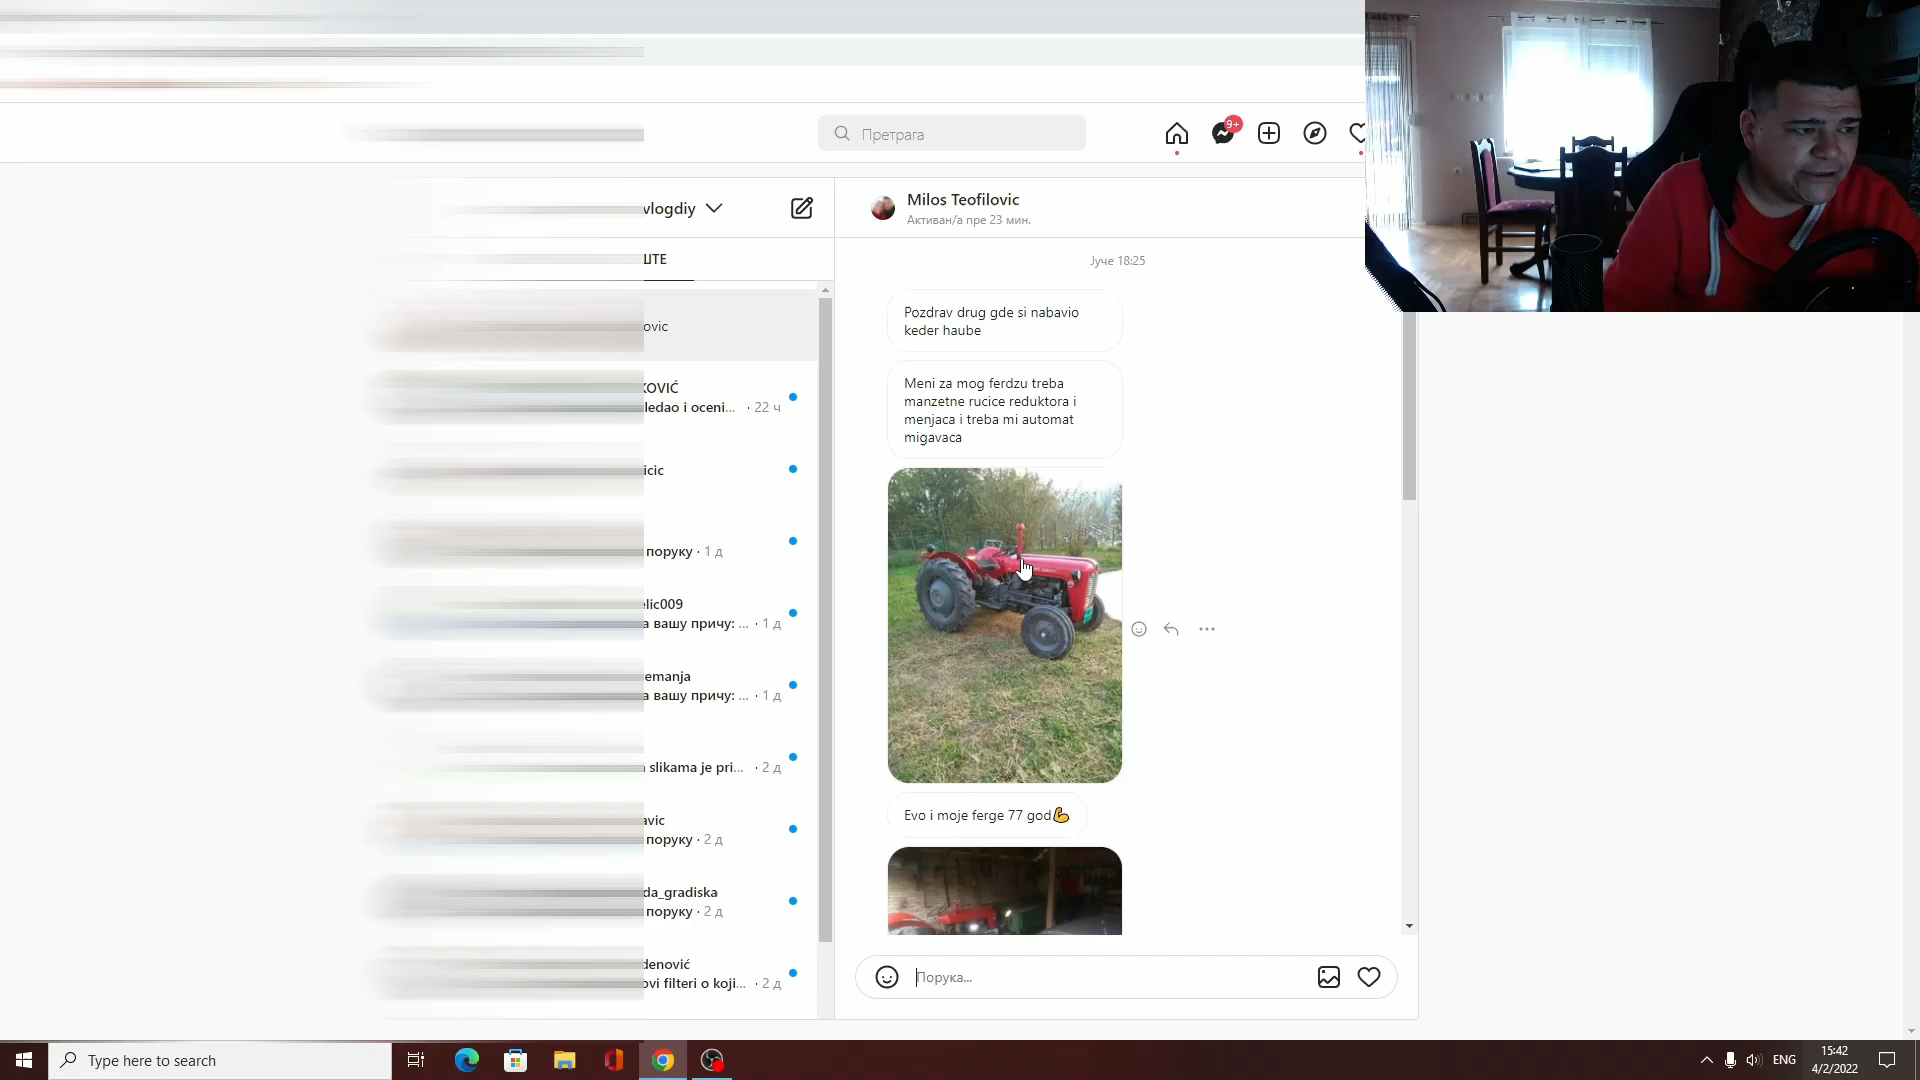 Претрага
9+
vlogdiy
ШТЕ
ovic
KOVIĆ
ledao i oceni... · 22 ч
icic
поруку · 1 д
elic009
а вашу причу: ... · 1 д
emanja
а вашу причу: ... · 1 д
slikama je pri... · 2 д
avic
поруку · 2 д
da_gradiska
поруку · 2 д
denović
ovi filteri o koji... · 2 д
Milos Teofilovic
Активан/а пре 23 мин.
Јуче 18:25
Pozdrav drug gde si nabavio
keder haube
Meni za mog ferdzu treba
manzetne rucice reduktora i
menjaca i treba mi automat
migavaca
Evo i moje ferge 77 god💪
Порука...
Type here to search
ENG
15:42
4/2/2022